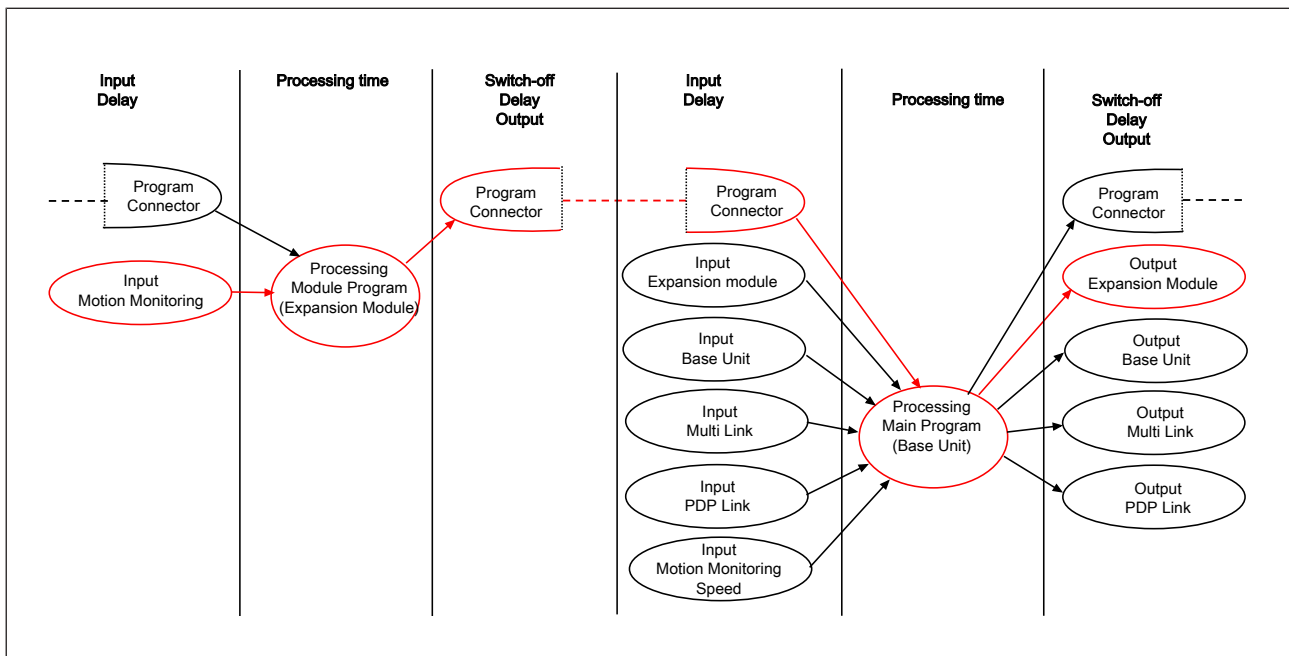 Input
Delay
Processing time
Switch-off
Delay
Output
Input
Delay
Processing time
Switch-off
Delay
Output
Program
Connector
Input
Motion Monitoring
Processing
Module Program
(Expansion Module)
Program
Connector
Program
Connector
Input
Expansion module
Input
Base Unit
Input
Multi Link
Input
PDP Link
Input
Motion Monitoring
Speed
Processing
Main Program
(Base Unit)
Program
Connector
Output
Expansion Module
Output
Base Unit
Output
Multi Link
Output
PDP Link